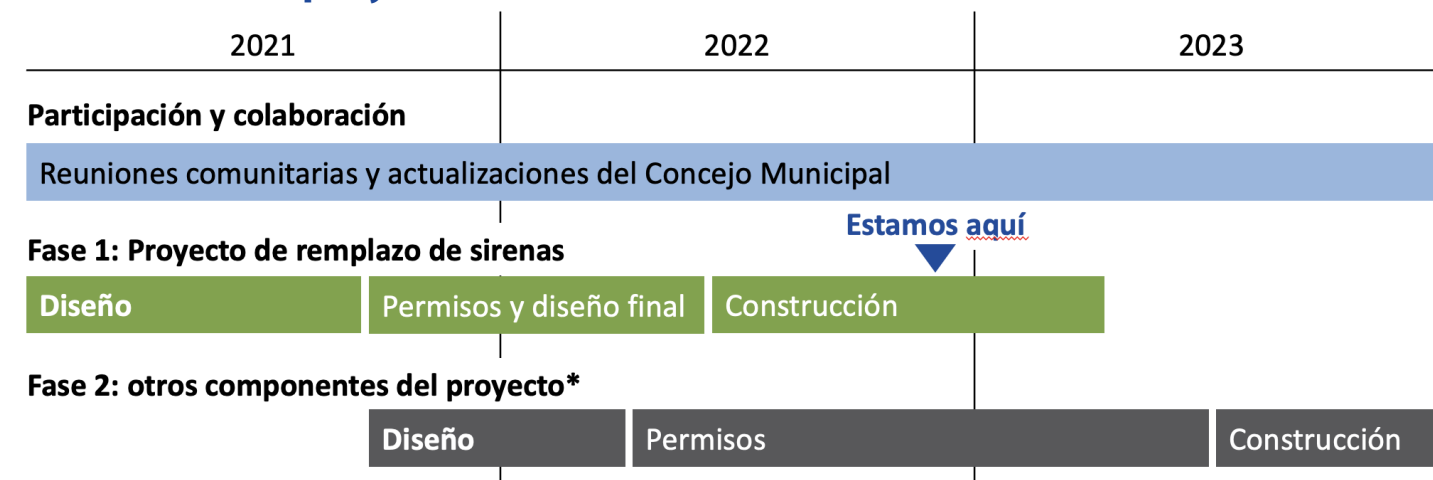 2021 2022 2023
Participación y colaboración
Reuniones comunitarias y actualizaciones del Concejo Municipal
Estamos aquí
Fase 1: Proyecto de remplazo de sirenas
Diseño Permisos y diseño final Construcción
Fase 2: otros componentes del proyecto*
Diseño Permisos Construcción